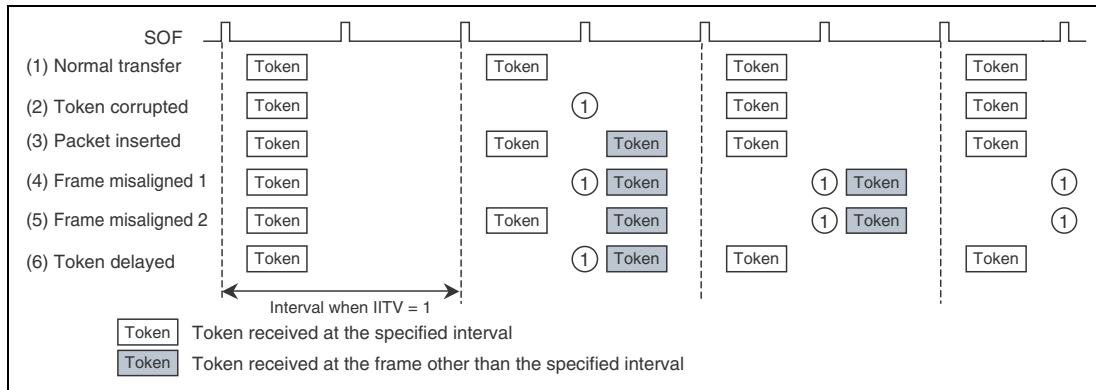 SOF
(1) Normal transfer Token Token Token Token
(2) Token corrupted Token 1 Token Token
(3) Packet inserted Token Token Token Token Token
(4) Frame misaligned 1 Token 1 Token 1 Token 1
(5) Frame misaligned 2 Token Token Token 1 Token 1
(6) Token delayed Token 1 Token Token Token
Interval when IITV = 1
Token Token received at the specified interval
Token Token received at the frame other than the specified interval